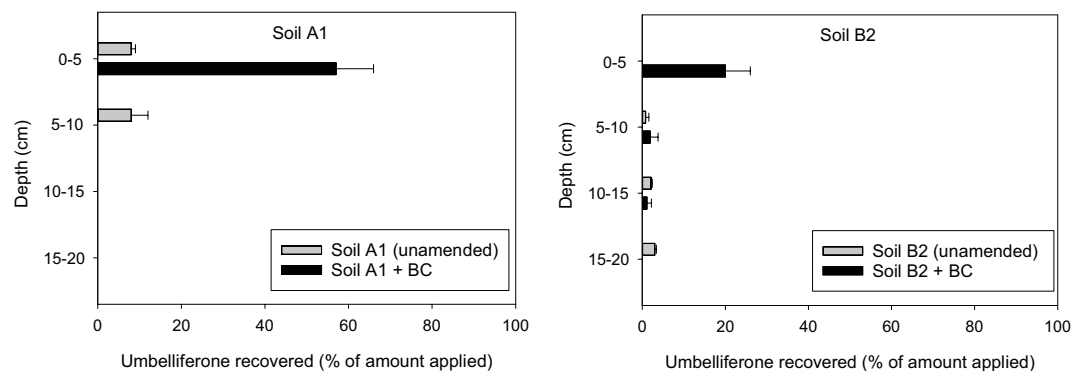 Soil A1
0-5
5-10
10-15
15-20
Depth (cm)
Soil A1 (unamended)
Soil A1 + BC
0 20 40 60 80 100
Umbelliferone recovered (% of amount applied)
Soil B2
0-5
5-10
10-15
15-20
Depth (cm)
Soil B2 (unamended)
Soil B2 + BC
0 20 40 60 80 100
Umbelliferone recovered (% of amount applied)